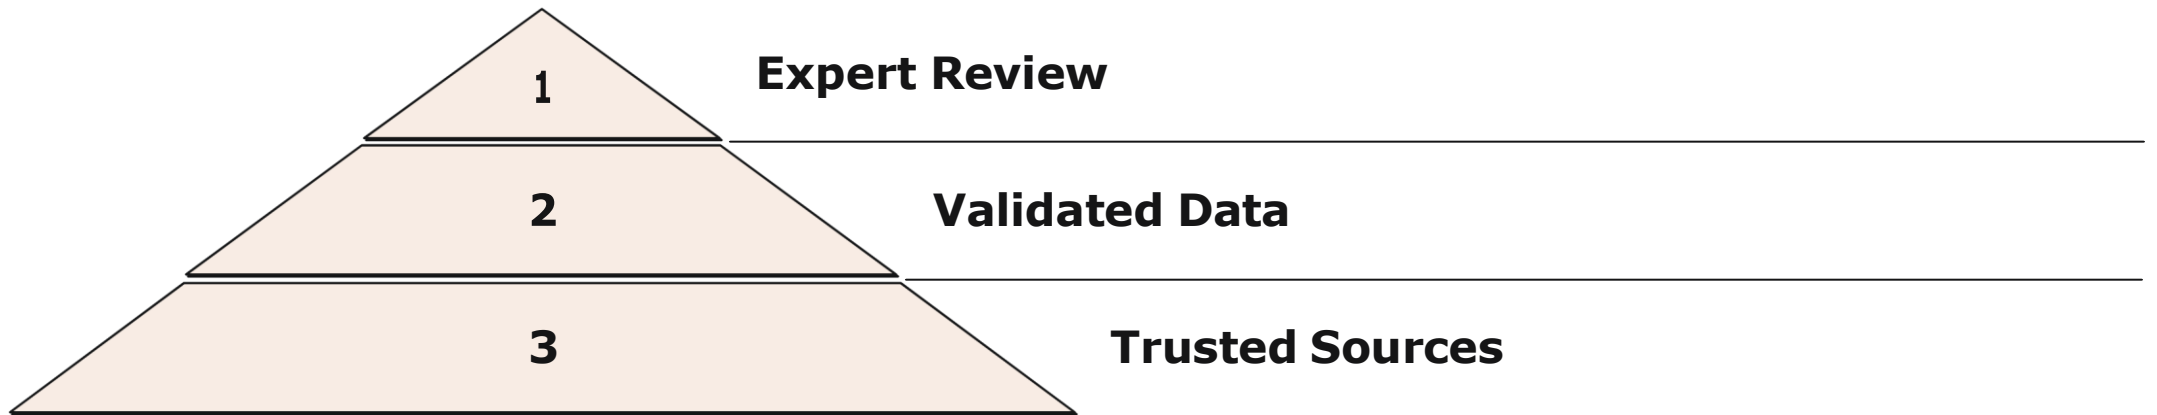 1
Expert Review
2
Validated Data
3
Trusted Sources